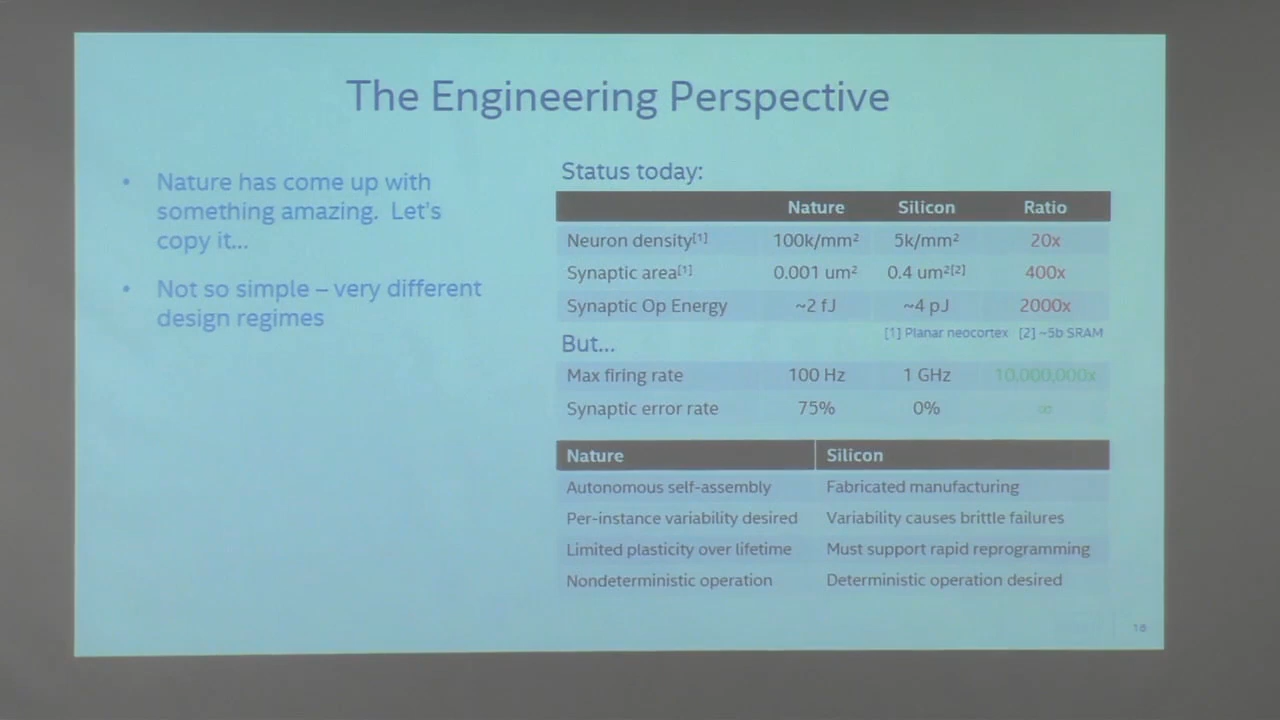 The Engineering Perspective
• Nature has come up with
something amazing. Let's
copy it...
• Not so simple – very different
design regimes
Status today:
Nature Silicon Ratio
Neuron density[1] 100k/mm² 5k/mm² 20x
Synaptic area[1] 0.001 um² 0.4 um²[2] 400x
Synaptic Op Energy ~2 fJ ~4 pJ 2000x
[1] Planar neocortex [2] ~5b SRAM
But...
Max firing rate 100 Hz 1 GHz 10,000,000x
Synaptic error rate 75% 0% ∞
Nature Silicon
Autonomous self-assembly Fabricated manufacturing
Per-instance variability desired Variability causes brittle failures
Limited plasticity over lifetime Must support rapid reprogramming
Nondeterministic operation Deterministic operation desired
16